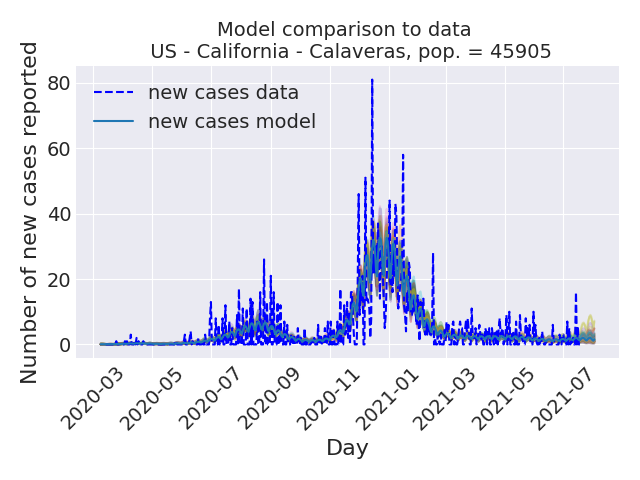 Model comparison to data
US - California - Calaveras, pop. = 45905
Number of new cases reported
80
60
40
20
0
new cases data
new cases model
2020-03
2020-05
2020-07
2020-09
2020-11
2021-01
2021-03
2021-05
2021-07
Day